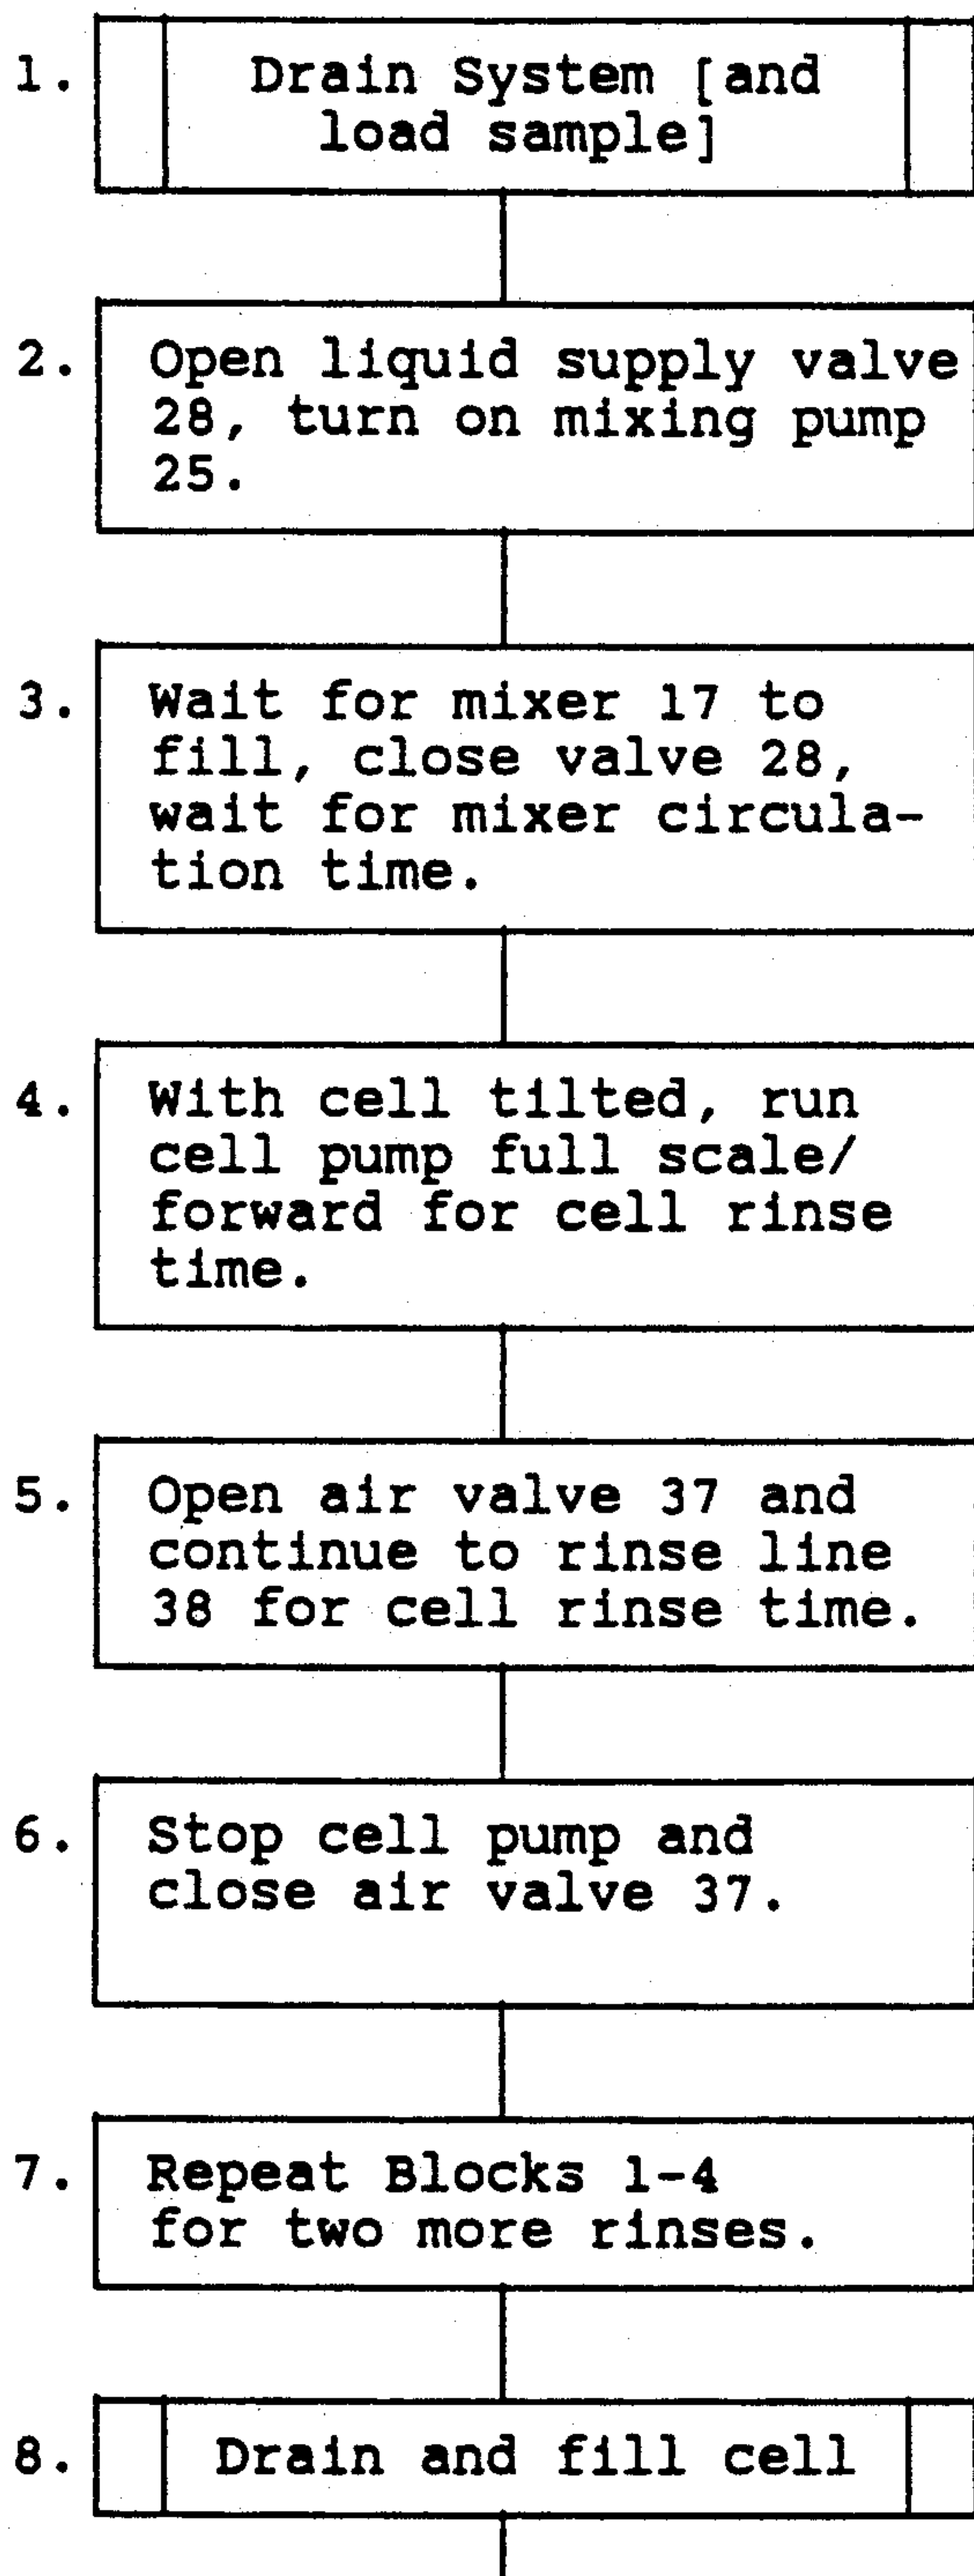 1. Drain System [and
load sample]
2. Open liquid supply valve
28, turn on mixing pump
25.
3. Wait for mixer 17 to
fill, close valve 28,
wait for mixer circula-
tion time.
4. With cell tilted, run
cell pump full scale/
forward for cell rinse
time.
5. Open air valve 37 and
continue to rinse line
38 for cell rinse time.
6. Stop cell pump and
close air valve 37.
7. Repeat Blocks 1-4
for two more rinses.
8. Drain and fill cell